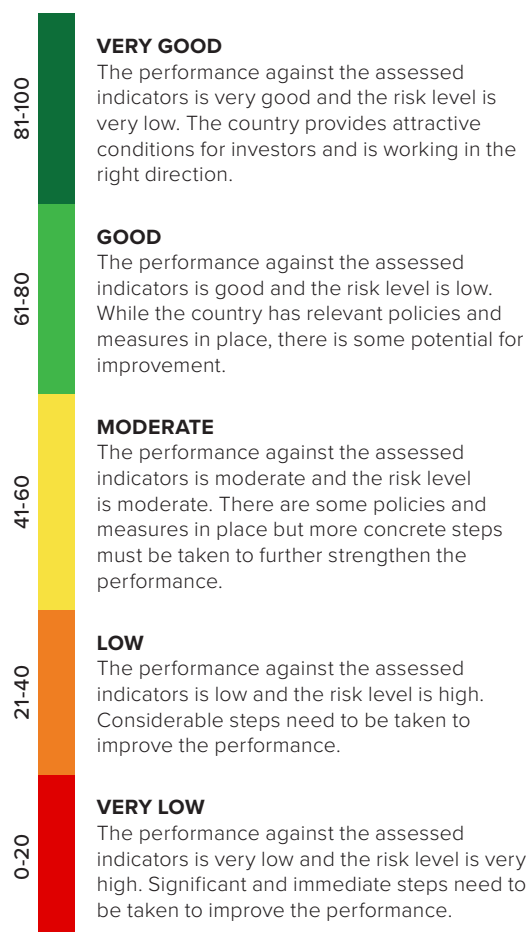 81-100
VERY GOOD
The performance against the assessed
indicators is very good and the risk level is
very low. The country provides attractive
conditions for investors and is working in the
right direction.
61-80
GOOD
The performance against the assessed
indicators is good and the risk level is low.
While the country has relevant policies and
measures in place, there is some potential for
improvement.
41-60
MODERATE
The performance against the assessed
indicators is moderate and the risk level
is moderate. There are some policies and
measures in place but more concrete steps
must be taken to further strengthen the
performance.
21-40
LOW
The performance against the assessed
indicators is low and the risk level is high.
Considerable steps need to be taken to
improve the performance.
0-20
VERY LOW
The performance against the assessed
indicators is very low and the risk level is very
high. Significant and immediate steps need to
be taken to improve the performance.